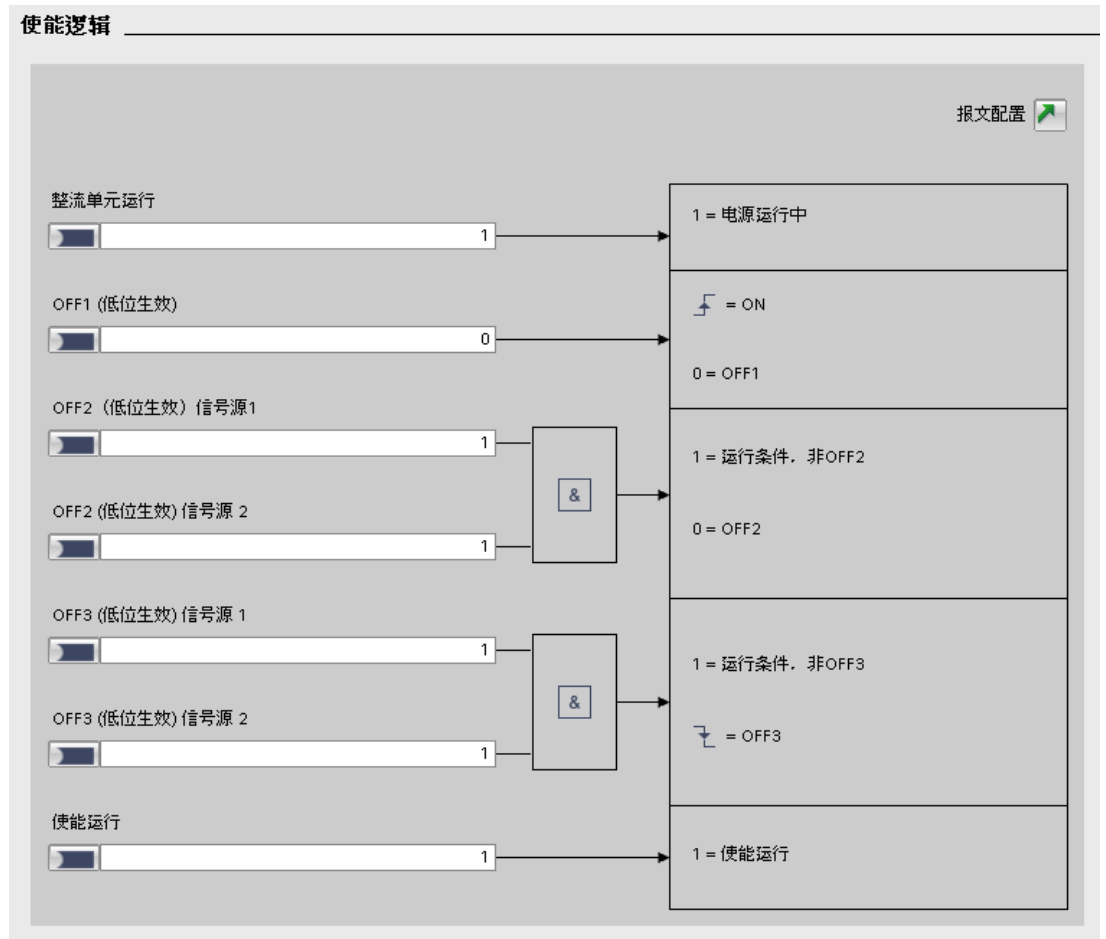 使能逻辑
报文配置
整流单元运行
1
1 = 电源运行中
OFF1 (低位生效)
0
= ON
0 = OFF1
OFF2（低位生效）信号源1
1
1 = 运行条件，非OFF2
&
OFF2 (低位生效) 信号源 2
1
0 = OFF2
OFF3 (低位生效) 信号源 1
1
1 = 运行条件，非OFF3
&
OFF3 (低位生效) 信号源 2
1
= OFF3
使能运行
1
1 = 使能运行